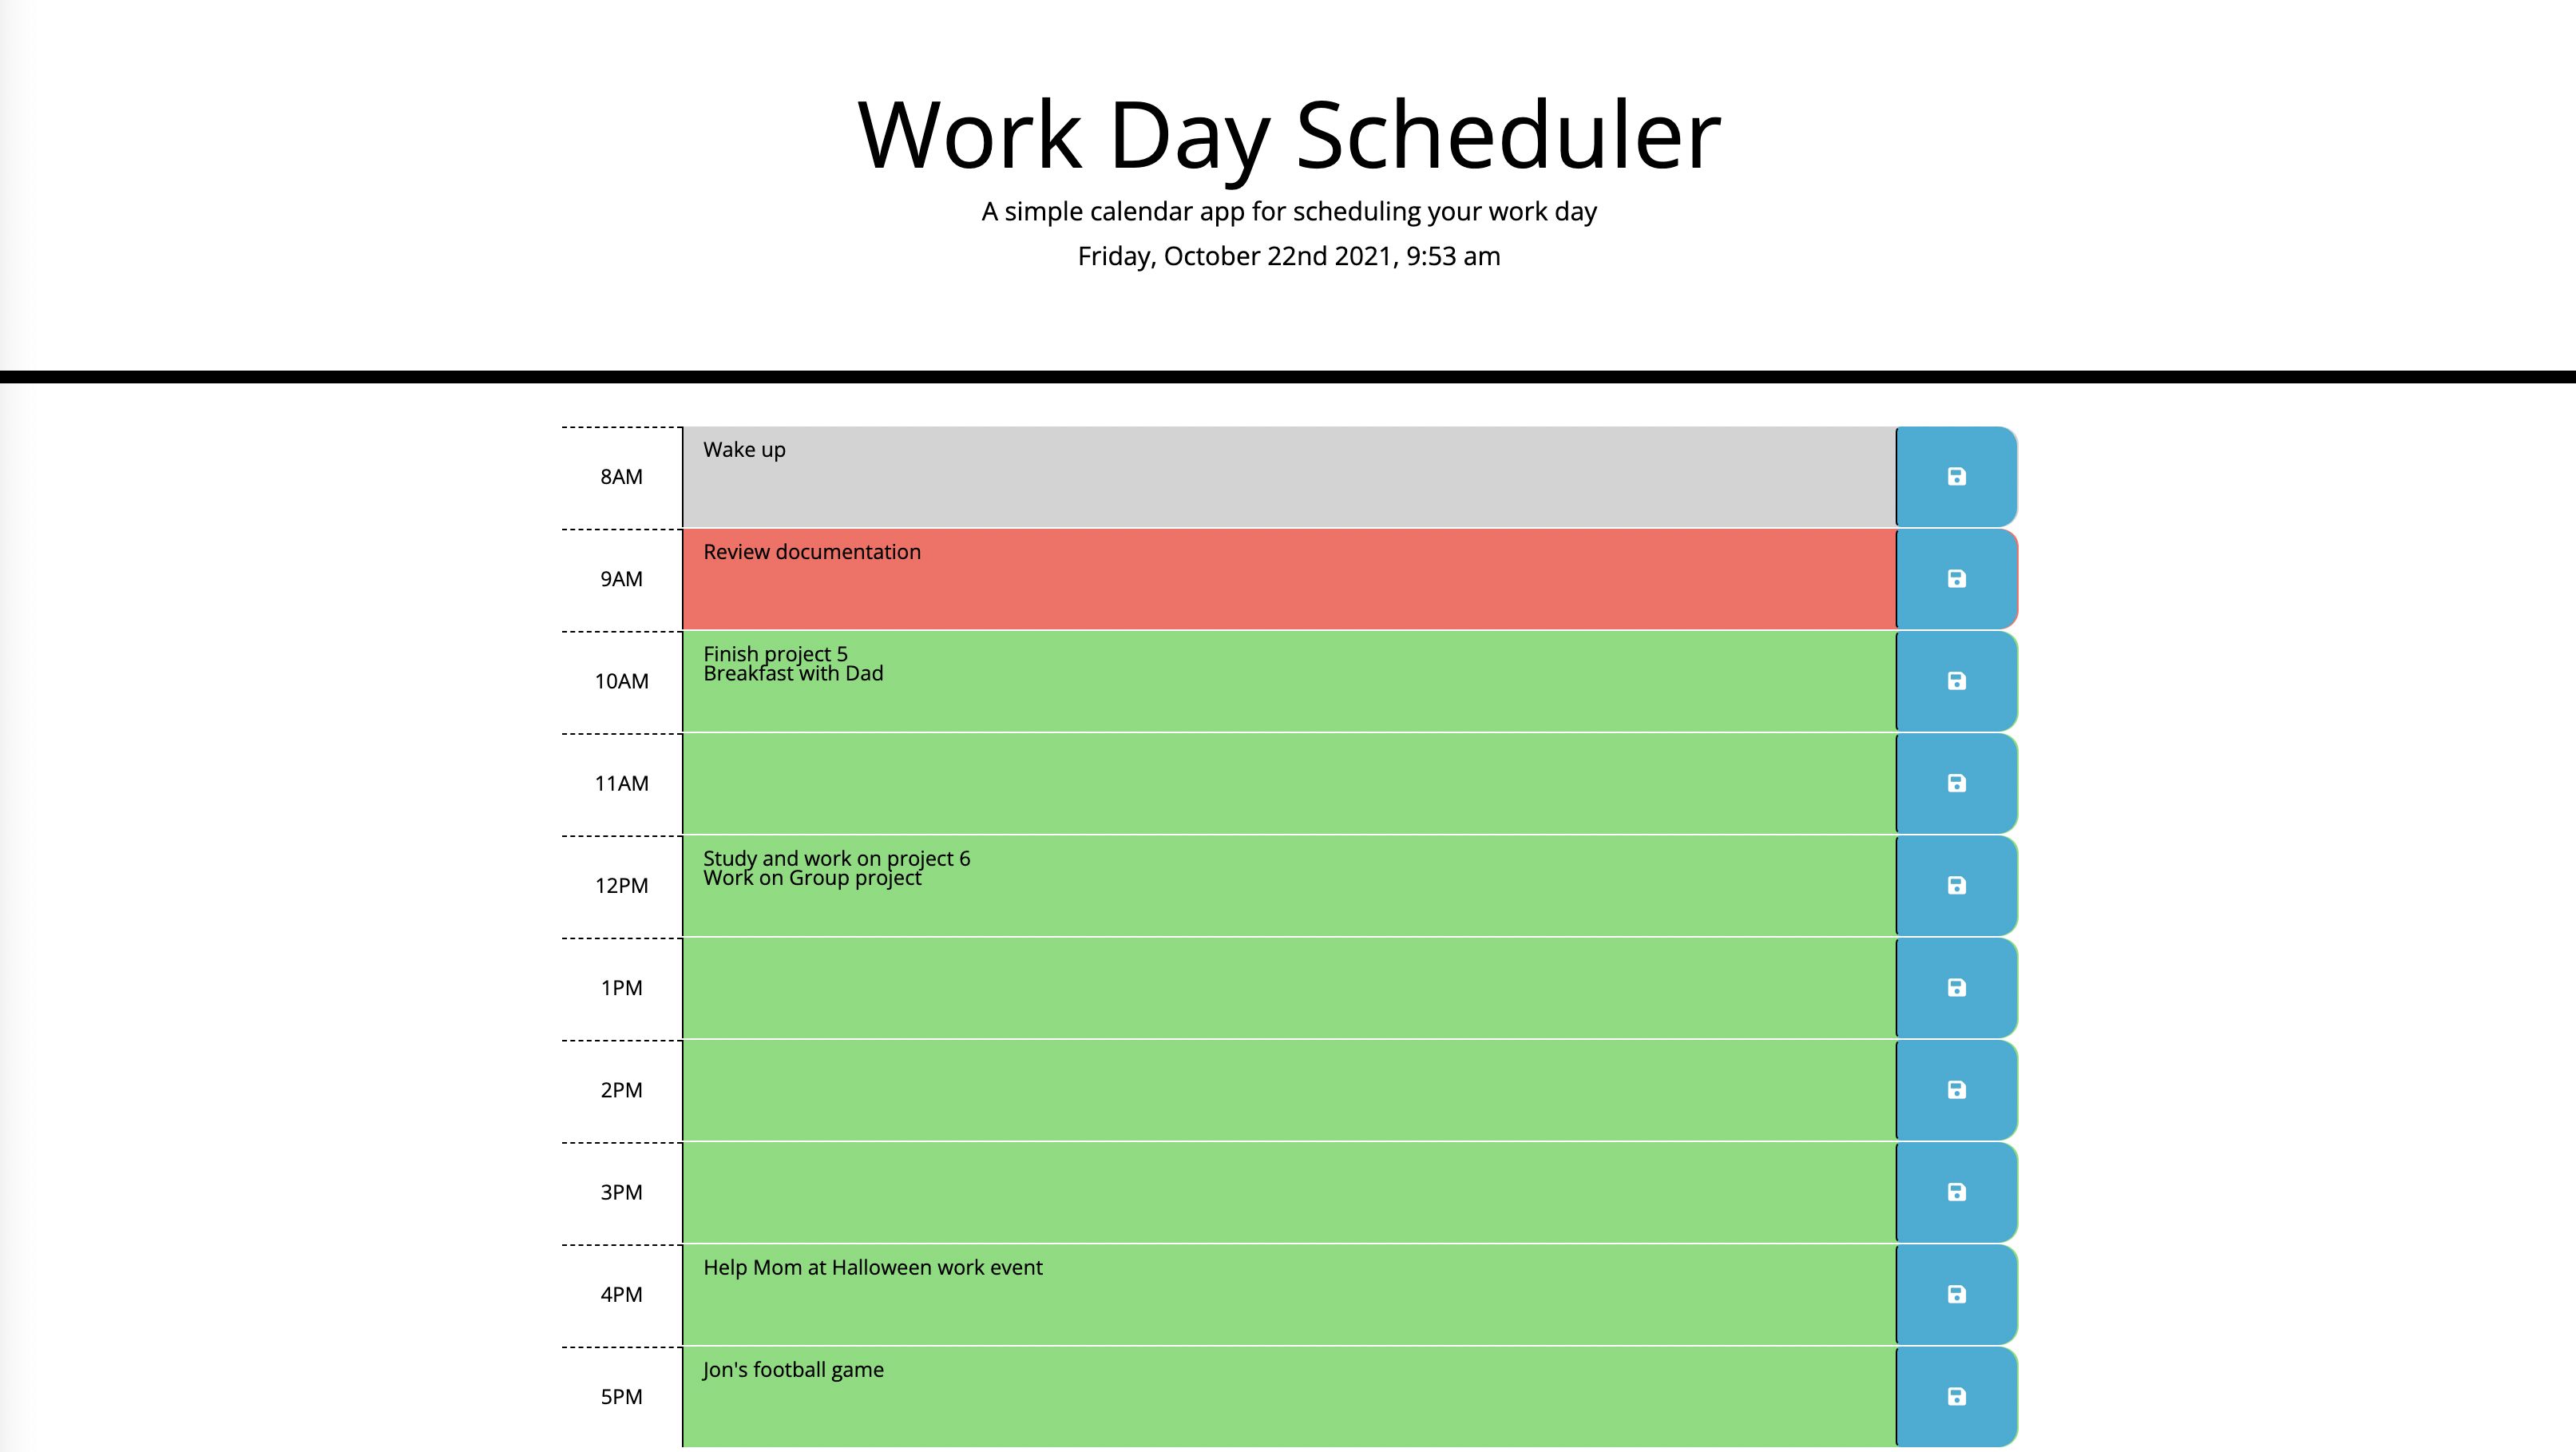 Work Day Scheduler
A simple calendar app for scheduling your work day
Friday, October 22nd 2021, 9:53 am
8AM
Wake up
9AM
Review documentation
10AM
Finish project 5
Breakfast with Dad
11AM
12PM
Study and work on project 6
Work on Group project
1PM
2PM
3PM
4PM
Help Mom at Halloween work event
5PM
Jon's football game